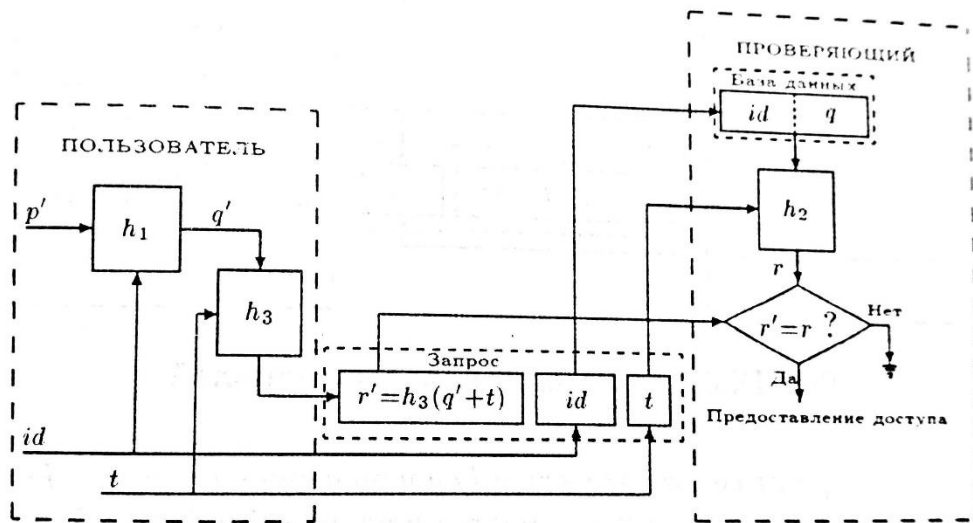 ПРОВЕРЯЮЩИЙ
База данных
id q
ПОЛЬЗОВАТЕЛЬ
p' h₁ q'
h₂
h₃
r
r'=r ?
Нет
Да
Предоставление доступа
Запрос
r'=h₃(q'+t) id t
id
t